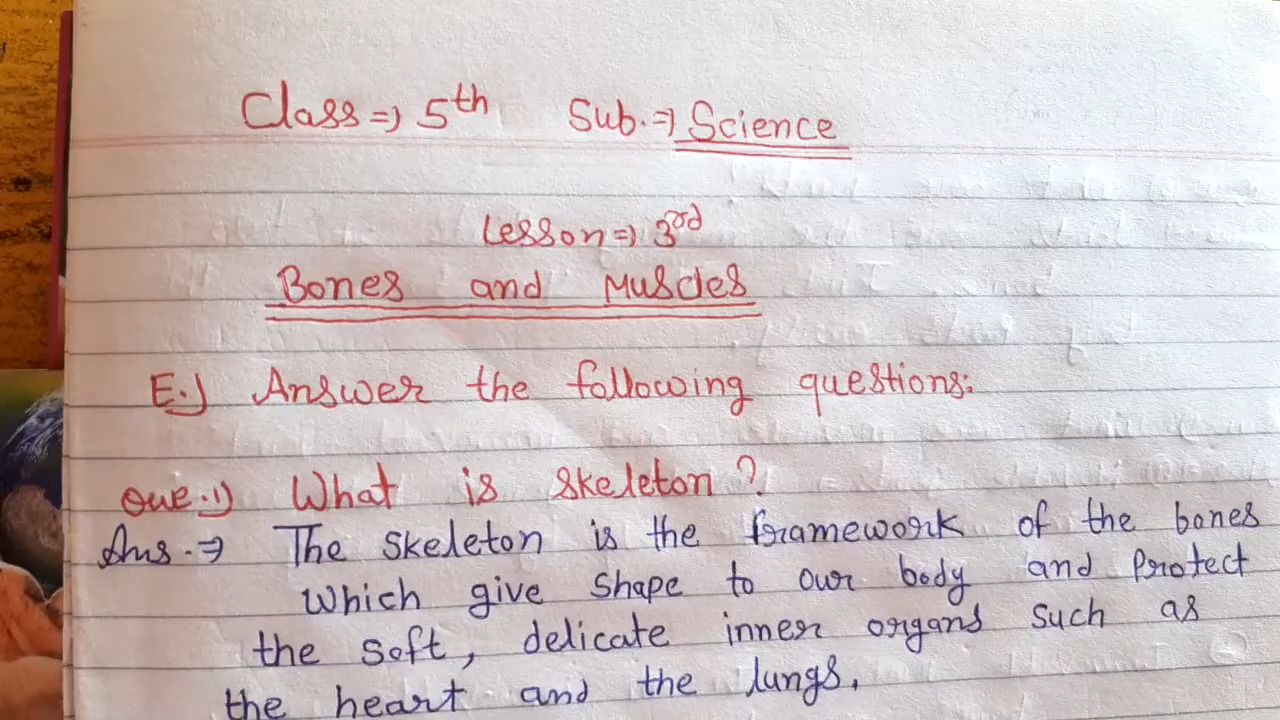 Class => 5th Sub. => Science
Lesson => 3rd
Bones and Muscles
E.) Answer the following questions:
Que.1) What is skeleton?
Ans. => The skeleton is the framework of the bones
which give shape to our body and protect
the soft, delicate inner organs such as
the heart and the lungs.